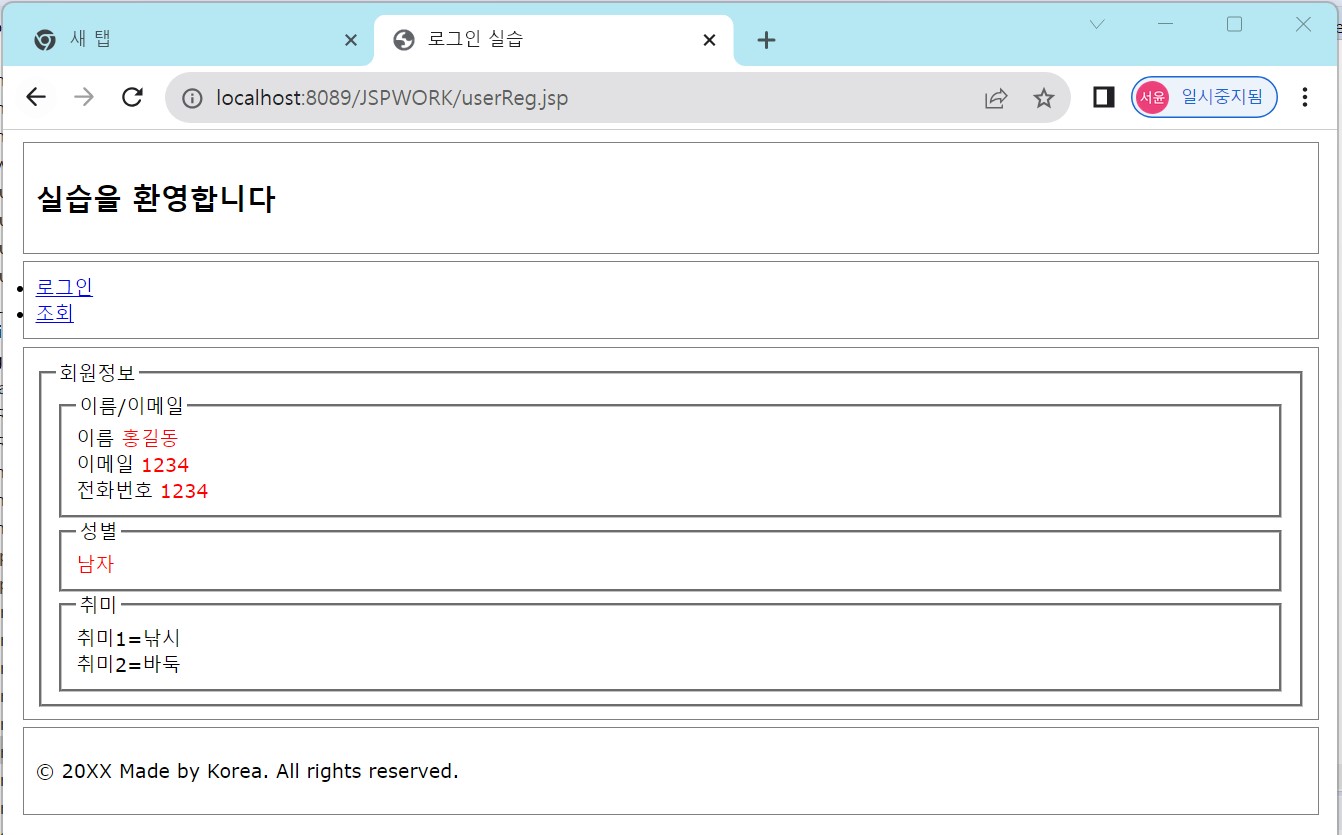 새 탭
로그인 실습
localhost:8089/JSPWORK/userReg.jsp
서윤 일시중지됨
실습을 환영합니다
로그인
조회
회원정보
이름/이메일
이름 홍길동
이메일 1234
전화번호 1234
성별
남자
취미
취미1=낚시
취미2=바둑
© 20XX Made by Korea. All rights reserved.